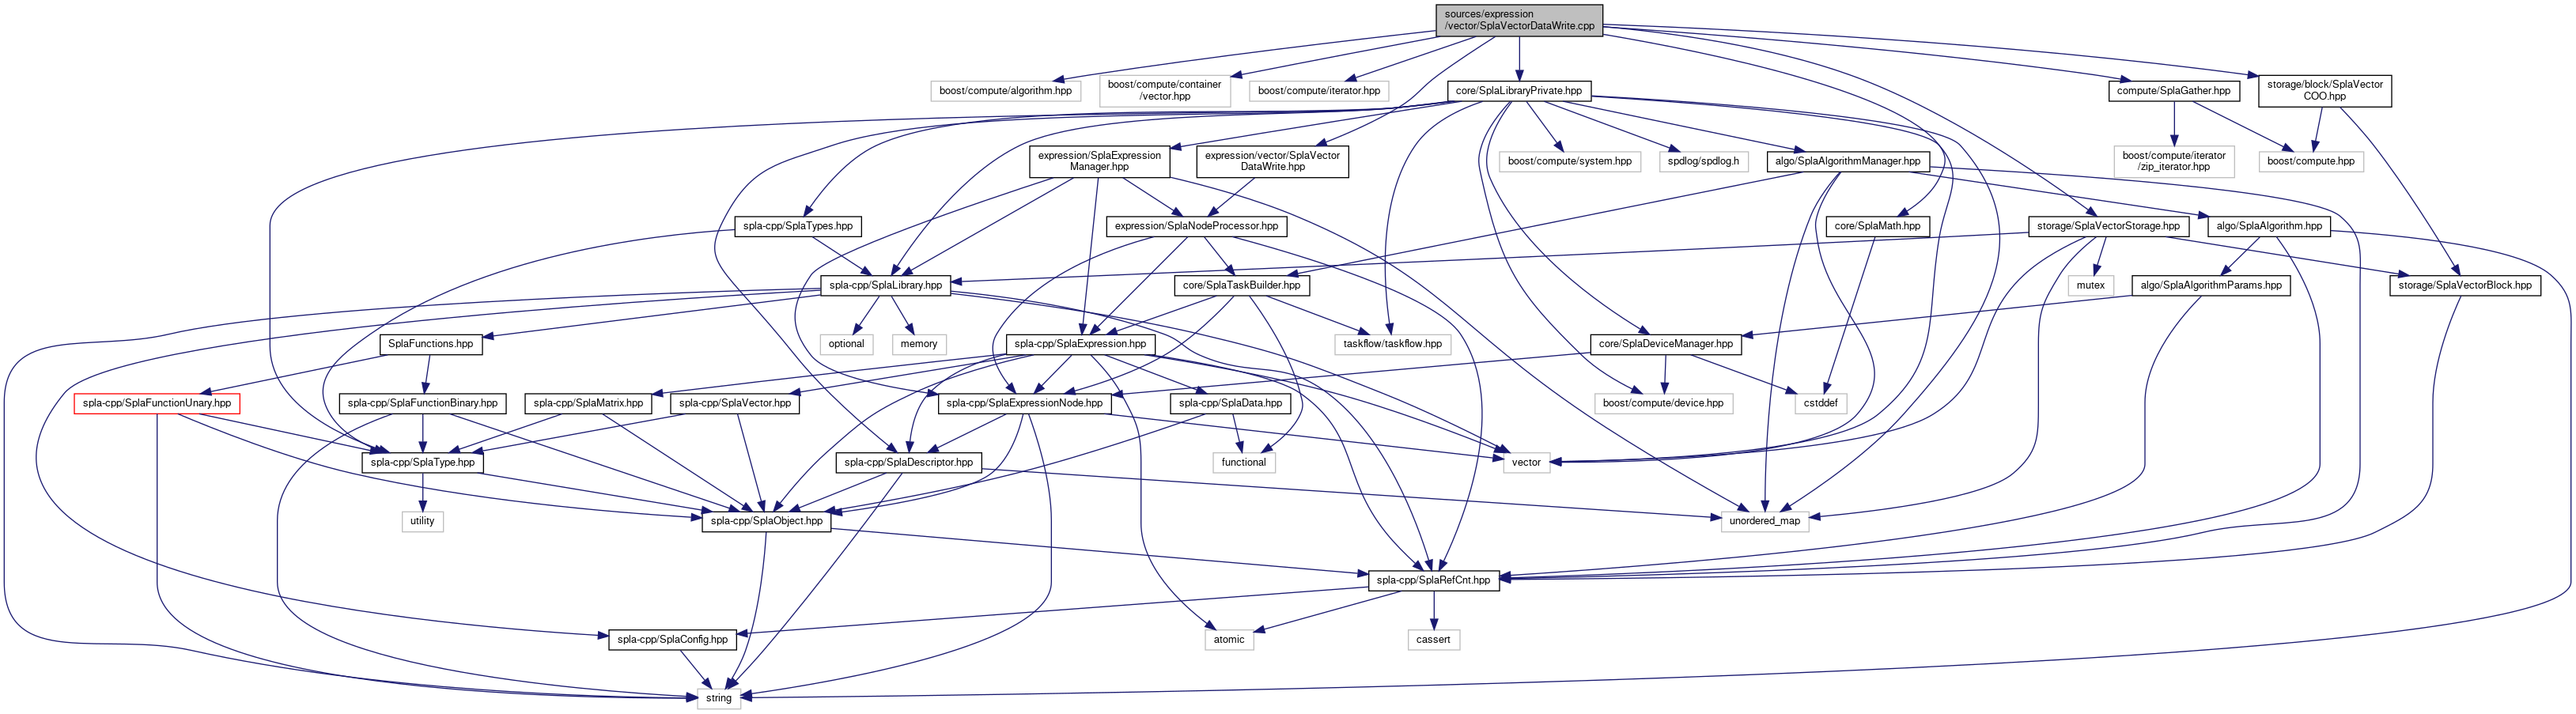 sources/expression
/vector/SplaVectorDataWrite.cpp
boost/compute/algorithm.hpp
boost/compute/container
/vector.hpp
boost/compute/iterator.hpp
core/SplaLibraryPrivate.hpp
compute/SplaGather.hpp
storage/block/SplaVector
COO.hpp
expression/SplaExpression
Manager.hpp
expression/vector/SplaVector
DataWrite.hpp
boost/compute/system.hpp
spdlog/spdlog.h
algo/SplaAlgorithmManager.hpp
boost/compute/iterator
/zip_iterator.hpp
boost/compute.hpp
spla-cpp/SplaTypes.hpp
expression/SplaNodeProcessor.hpp
core/SplaMath.hpp
storage/SplaVectorStorage.hpp
algo/SplaAlgorithm.hpp
spla-cpp/SplaLibrary.hpp
core/SplaTaskBuilder.hpp
mutex
algo/SplaAlgorithmParams.hpp
storage/SplaVectorBlock.hpp
SplaFunctions.hpp
optional
memory
spla-cpp/SplaExpression.hpp
taskflow/taskflow.hpp
core/SplaDeviceManager.hpp
spla-cpp/SplaFunctionUnary.hpp
spla-cpp/SplaFunctionBinary.hpp
spla-cpp/SplaMatrix.hpp
spla-cpp/SplaVector.hpp
spla-cpp/SplaExpressionNode.hpp
spla-cpp/SplaData.hpp
boost/compute/device.hpp
cstddef
spla-cpp/SplaType.hpp
spla-cpp/SplaDescriptor.hpp
functional
vector
utility
spla-cpp/SplaObject.hpp
unordered_map
spla-cpp/SplaRefCnt.hpp
spla-cpp/SplaConfig.hpp
atomic
cassert
string